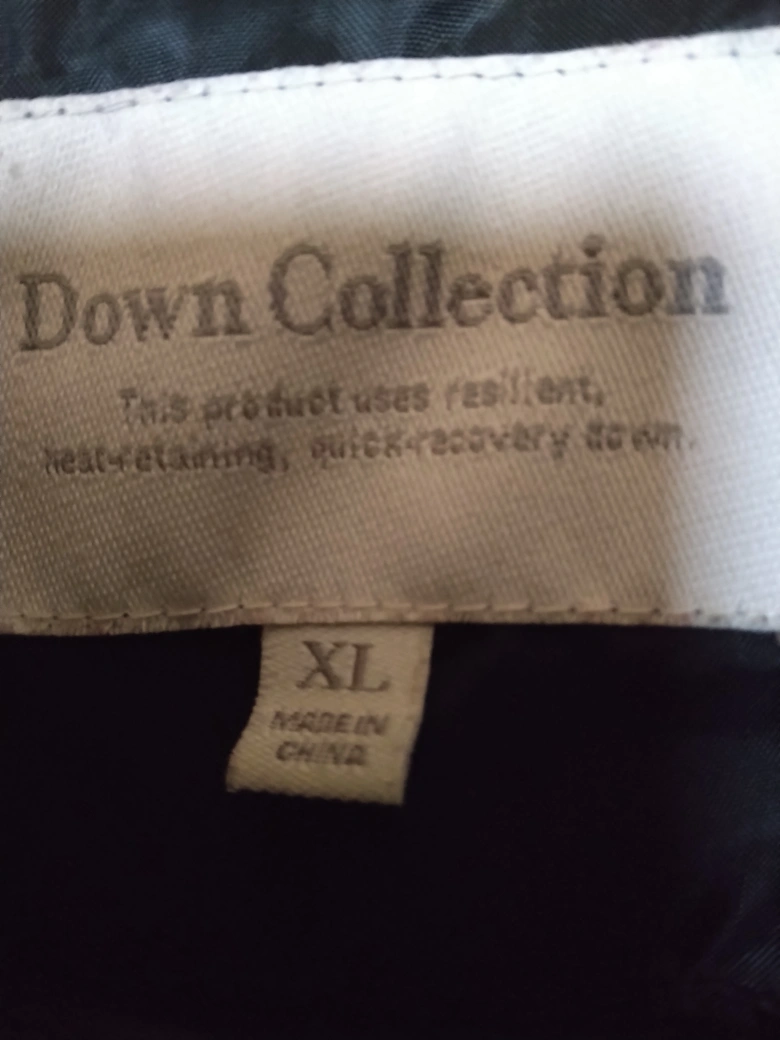 Down Collection
This product uses resilient,
heat-retaining, quick-recovery down.
XL
MADE IN
CHINA